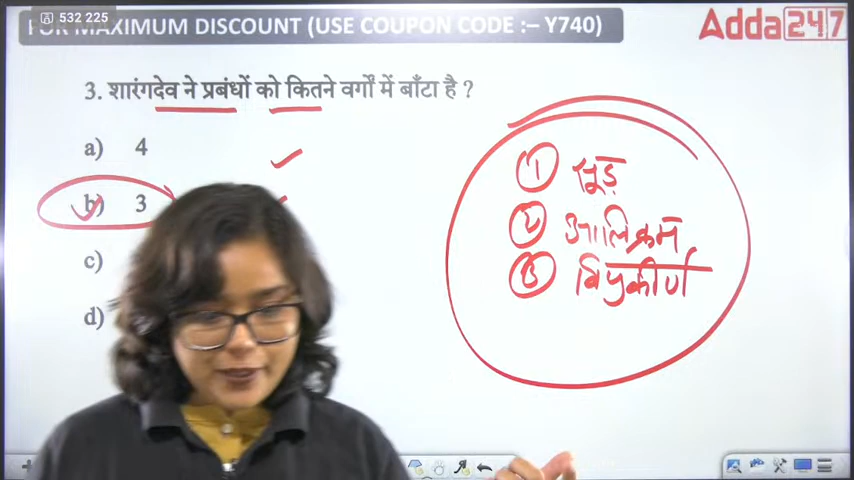 532 225
FOR MAXIMUM DISCOUNT (USE COUPON CODE :– Y740)
Adda247
3. शारंगदेव ने प्रबंधों को कितने वर्गों में बाँटा है ?
a) 4
b) 3
c)
d)
① सूड़
② आलिक्रम
③ विप्रकीर्ण